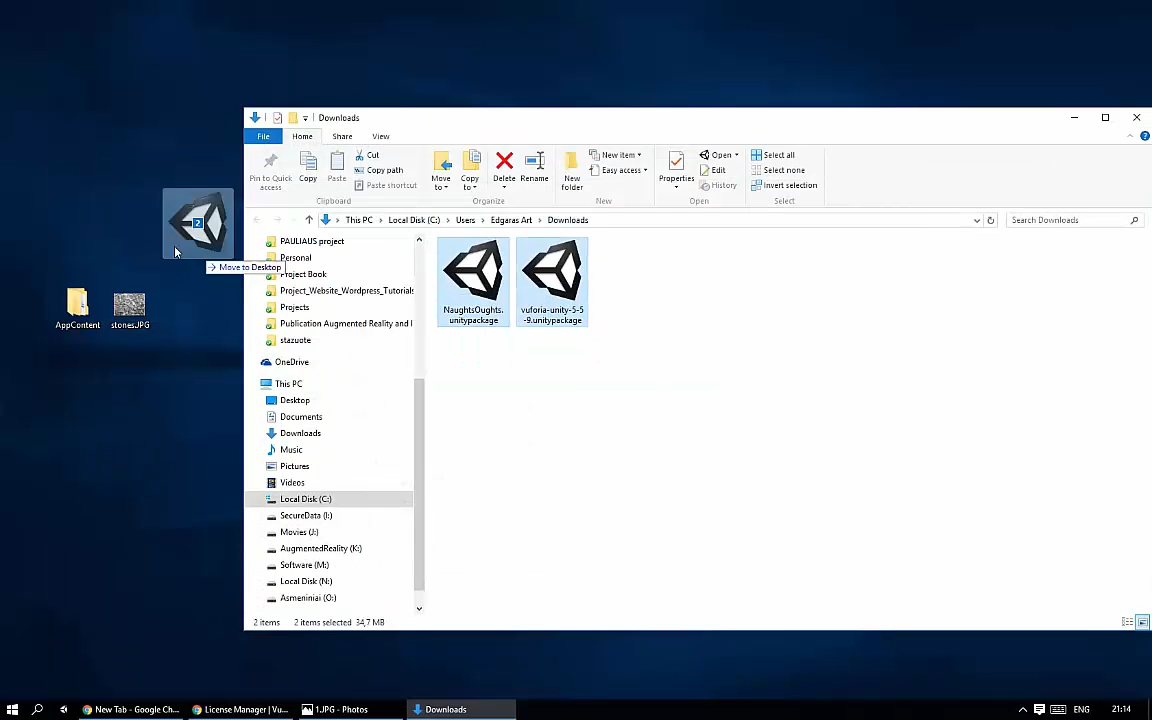 Downloads
File
Home
Share
View
Pin to Quick
access
Copy
Paste
Cut
Copy path
Paste shortcut
Clipboard
Move
to
Copy
to
Delete
Rename
Organize
New
folder
New item
Easy access
New
Properties
Open
Edit
History
Open
Select all
Select none
Invert selection
Select
This PC
Local Disk (C:)
Users
Edgaras Art
Downloads
Search Downloads
2
Move to Desktop
AppContent
stonesJPG
PAULIAUS project
Personal
Project Book
Project_Website_Wordpress_Tutorials
Projects
Publication Augmented Reality and I
stazuote
OneDrive
This PC
Desktop
Documents
Downloads
Music
Pictures
Videos
Local Disk (C:)
SecureData (I:)
Movies (J:)
AugmentedReality (K:)
Software (M:)
Local Disk (N:)
Asmeniniai (O:)
NaughtsOughts.
unitypackage
vuforia-unity-5-5
-9.unitypackage
2 items
2 items selected 34,7 MB
New Tab - Google Ch...
License Manager | Vu...
1.JPG - Photos
Downloads
ENG
21:14